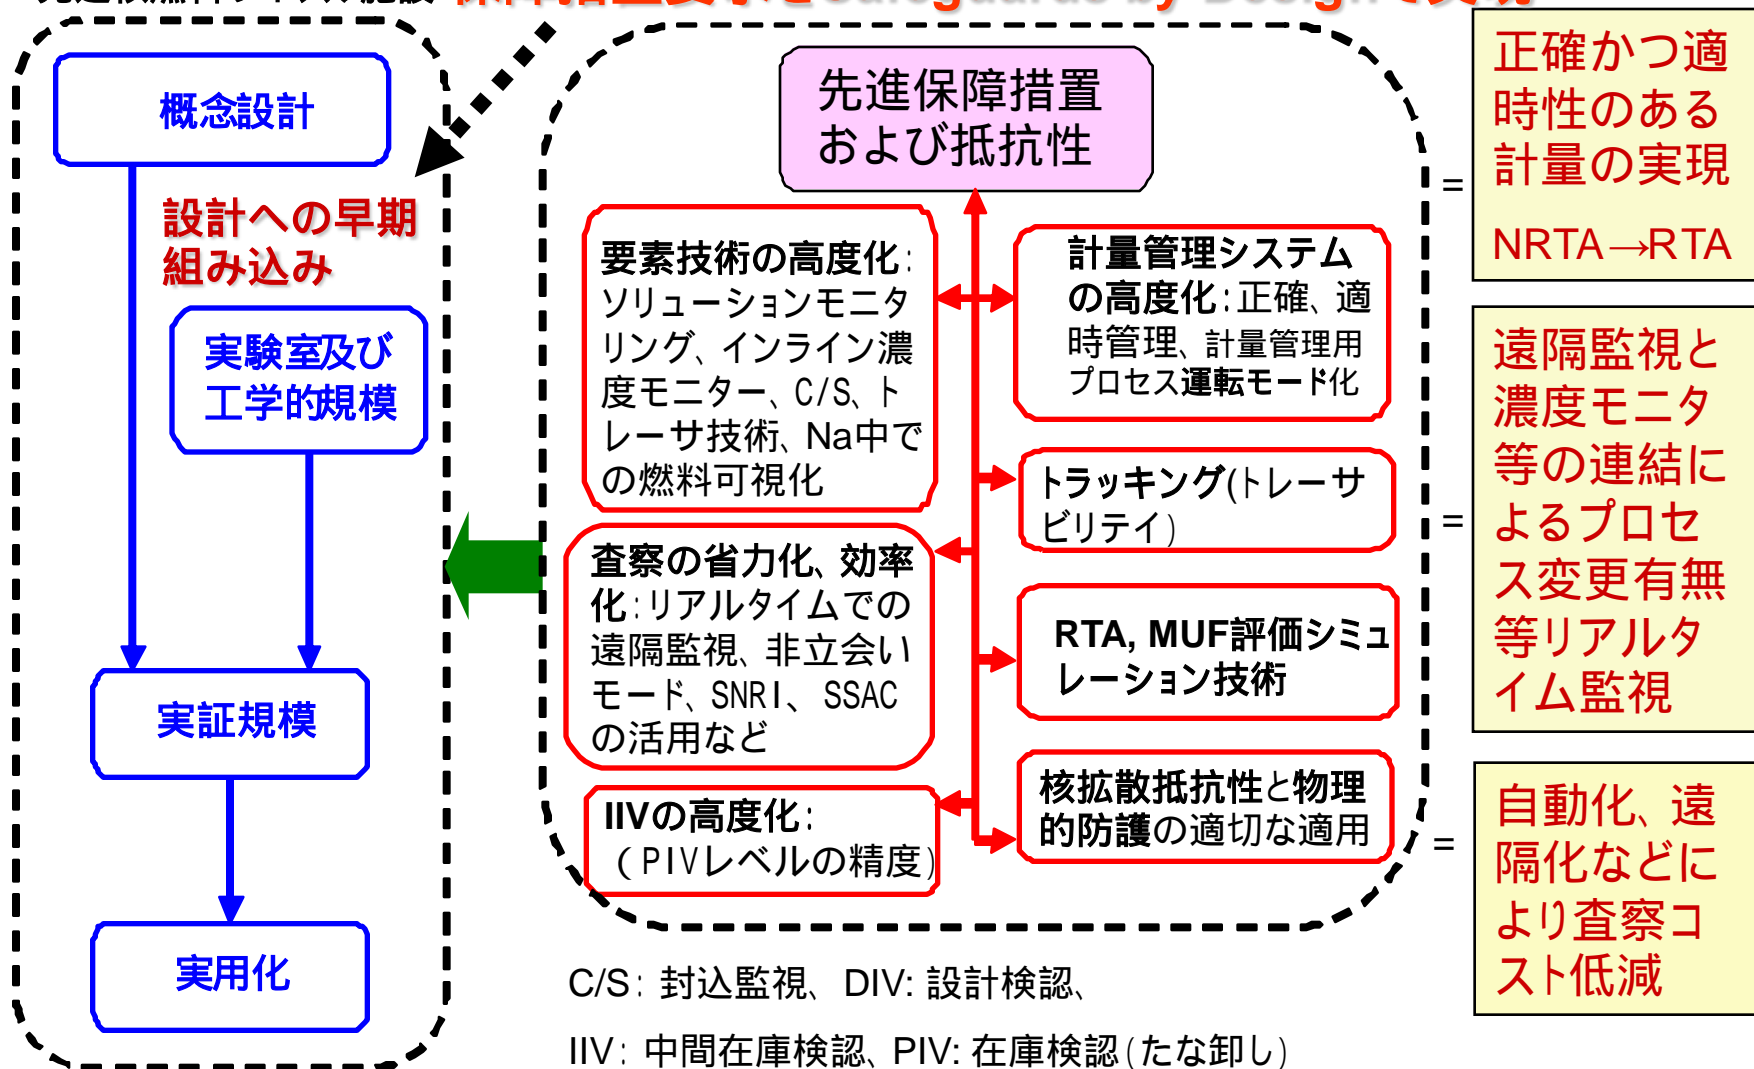 Safeguards by Design
概念設計
設計への早期
組み込み
実験室及び
工学的規模
実証規模
実用化
先進保障措置
および抵抗性
要素技術の高度化:
ソリューションモニタ
リング、インライン濃
度モニター、C/S、ト
レーサ技術、Na中で
の燃料可視化
査察の省力化、効率
化:リアルタイムでの
遠隔監視、非立会い
モード、SNRI、SSAC
の活用など
IIVの高度化:
(PIVレベルの精度)
計量管理システム
の高度化:正確、適
時管理、計量管理用
プロセス運転モード化
トラッキング(トレーサ
ビリテイ)
RTA, MUF評価シミュ
レーション技術
核拡散抵抗性と物理
的防護の適切な適用
C/S: 封込監視、DIV: 設計検認、
IIV: 中間在庫検認、PIV: 在庫検認(たな卸し)
=
正確かつ適
時性のある
計量の実現
NRTA→RTA
=
遠隔監視と
濃度モニタ
等の連結に
よるプロセ
ス変更有無
等リアルタ
イム監視
=
自動化、遠
隔化などに
より査察コ
スト低減